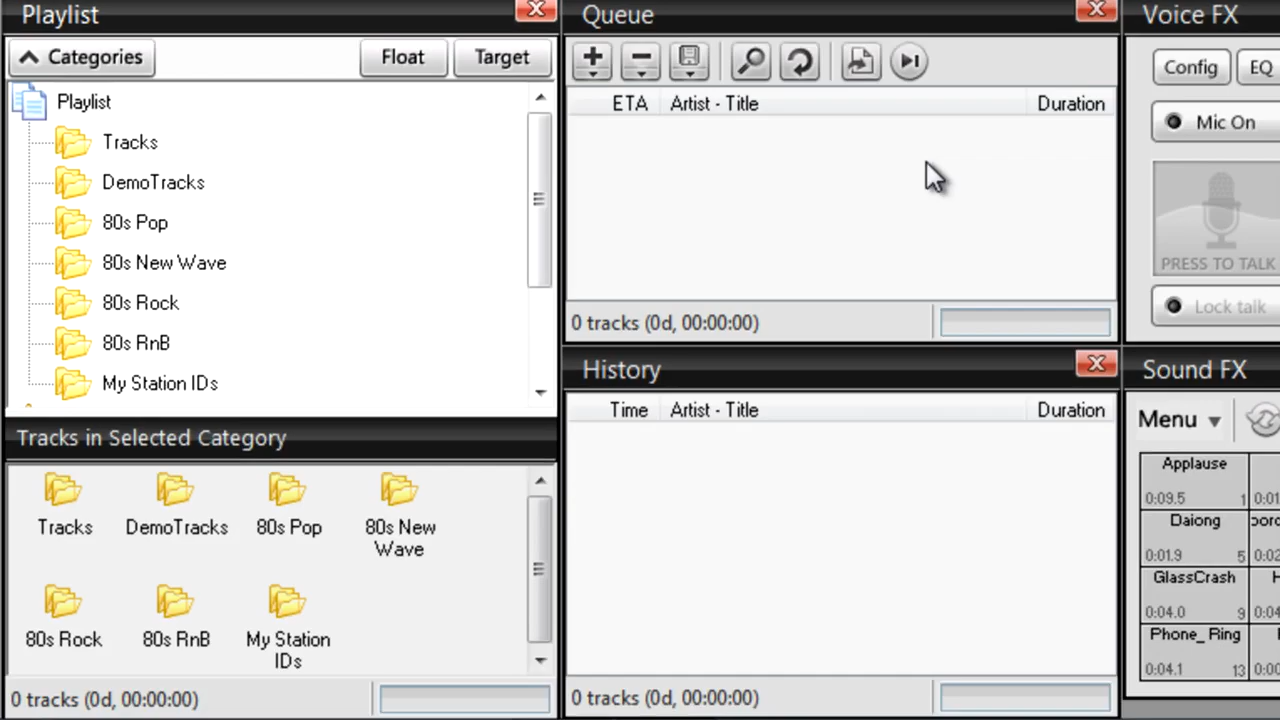 Playlist
Categories
Float
Target
Playlist
Tracks
DemoTracks
80s Pop
80s New Wave
80s Rock
80s RnB
My Station IDs
Tracks in Selected Category
Tracks
DemoTracks
80s Pop
80s New
Wave
80s Rock
80s RnB
My Station
IDs
0 tracks (0d, 00:00:00)
Queue
ETA
Artist - Title
Duration
0 tracks (0d, 00:00:00)
History
Time
Artist - Title
Duration
0 tracks (0d, 00:00:00)
Voice FX
Config
EQ
Mic On
PRESS TO TALK
Lock talk
Sound FX
Menu
Applause
0:09.5 1
Daiong
0:01.9 5
GlassCrash
0:04.0 9
Phone_Ring
0:04.1 13